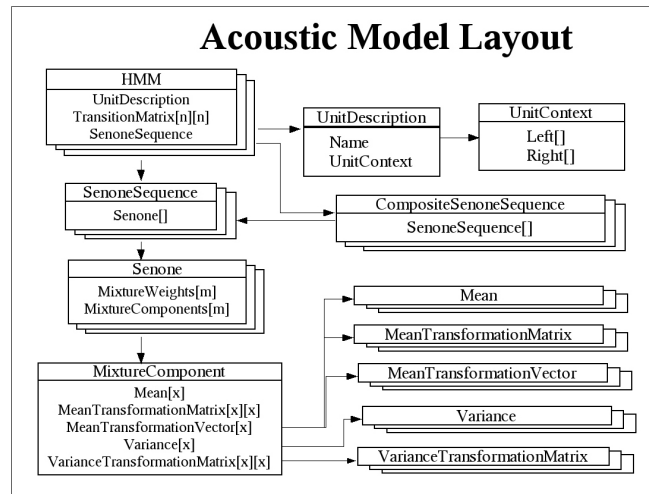 Acoustic Model Layout
HMM
UnitDescription
TransitionMatrix[n][n]
SenoneSequence
UnitDescription
Name
UnitContext
UnitContext
Left[]
Right[]
SenoneSequence
Senone[]
CompositeSenoneSequence
SenoneSequence[]
Senone
MixtureWeights[m]
MixtureComponents[m]
MixtureComponent
Mean[x]
MeanTransformationMatrix[x][x]
MeanTransformationVector[x]
Variance[x]
VarianceTransformationMatrix[x][x]
Mean
MeanTransformationMatrix
MeanTransformationVector
Variance
VarianceTransformationMatrix